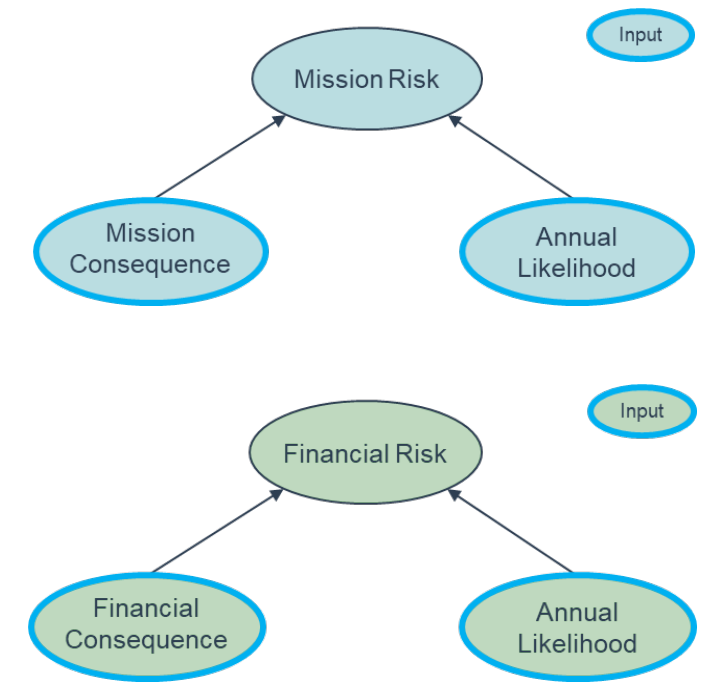 Input
Mission Risk
Mission
Consequence
Annual
Likelihood
Input
Financial Risk
Financial
Consequence
Annual
Likelihood